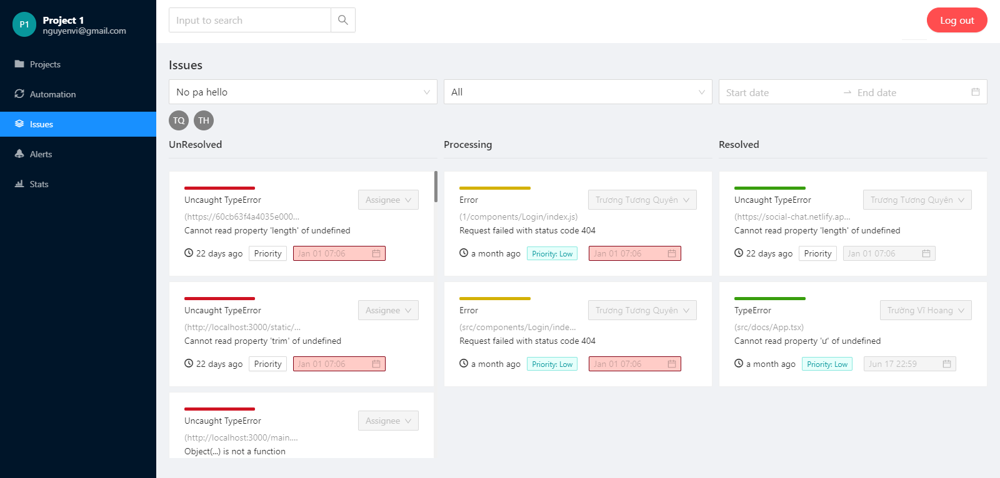 P1
Project 1
nguyenvi@gmail.com
Projects
Automation
Issues
Alerts
Stats
Input to search
Log out
Issues
No pa hello
All
Start date
End date
TQ
TH
UnResolved
Uncaught TypeError
Assignee
(https://60cb63f4a4035e000...
Cannot read property 'length' of undefined
22 days ago
Priority
Jan 01 07:06
Uncaught TypeError
Assignee
(http://localhost:3000/static/...
Cannot read property 'trim' of undefined
22 days ago
Priority
Jan 01 07:06
Uncaught TypeError
Assignee
(http://localhost:3000/main....
Object(...) is not a function
Processing
Error
Trương Tương Quyên
(1/components/Login/index.js)
Request failed with status code 404
a month ago
Priority: Low
Jan 01 07:06
Error
Trương Tương Quyên
(src/components/Login/inde...
Request failed with status code 404
a month ago
Priority: Low
Jan 01 07:06
Resolved
Uncaught TypeError
Trương Tương Quyên
(https://social-chat.netlify.ap...
Cannot read property 'length' of undefined
22 days ago
Priority
Jan 01 07:06
TypeError
Trường Vĩ Hoang
(src/docs/App.tsx)
Cannot read property 'ư' of undefined
a month ago
Priority: Low
Jun 17 22:59